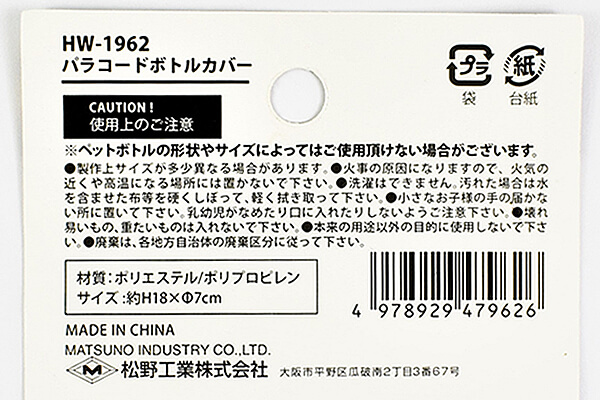 HW-1962
パラコードボトルカバー
プラ
袋
紙
台紙
CAUTION!
使用上のご注意
※ペットボトルの形状やサイズによってはご使用頂けない場合がございます。
●製作上サイズが多少異なる場合があります。●火事の原因になりますので、火気の
近くや高温になる場所には置かないで下さい。●洗濯はできません。汚れた場合は水
を含ませた布等を硬くしぼって、軽く拭き取って下さい。●小さなお子様の手の届かな
い所に置いて下さい。乳幼児がなめたり口に入れたりしないようご注意下さい。●壊れ
易いもの、重たいものは入れないで下さい。●本来の用途以外の目的に使用しないで下さ
い。●廃棄は、各地方自治体の廃棄区分に従って下さい。
材質:ポリエステル/ポリプロピレン
サイズ:約H18×Φ7cm
4 978929 479626
MADE IN CHINA
MATSUNO INDUSTRY CO.,LTD.
M 松野工業株式会社 大阪市平野区瓜破南2丁目3番67号